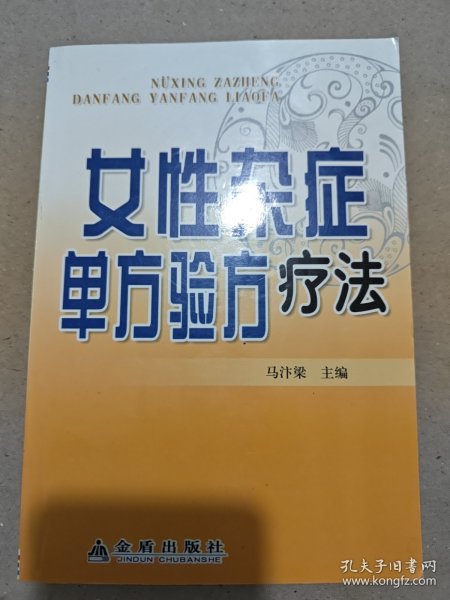 NÜXING ZAZHENG
DANFANG YANFANG LIAOFA
女性杂症
单方验方疗法
马汴梁 主编
金盾出版社
JINDUN CHUBANSHE
孔夫子旧书网
www.kongfz.com